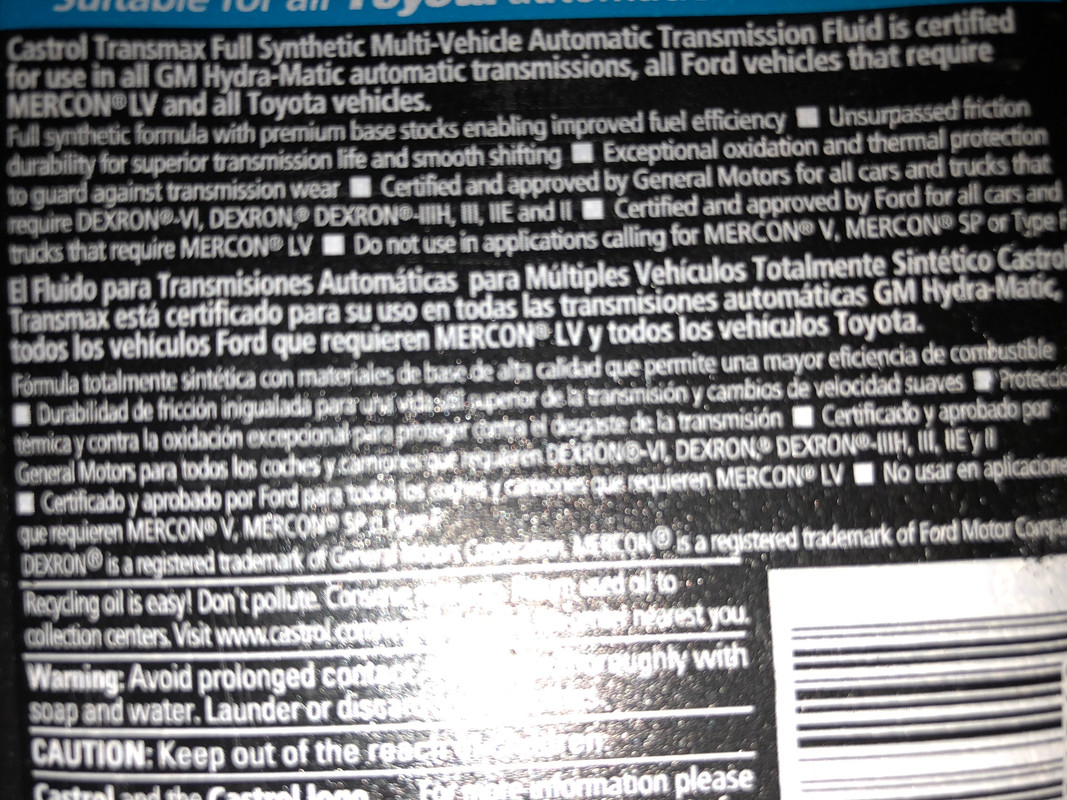 Suitable for all Toyota
Castrol Transmax Full Synthetic Multi-Vehicle Automatic Transmission Fluid is certified
for use in all GM Hydra-Matic automatic transmissions, all Ford vehicles that require
MERCON® LV and all Toyota vehicles.
Full synthetic formula with premium base stocks enabling improved fuel efficiency ■ Unsurpassed friction
durability for superior transmission life and smooth shifting ■ Exceptional oxidation and thermal protection
to guard against transmission wear ■ Certified and approved by General Motors for all cars and trucks that
require DEXRON®-VI, DEXRON,® DEXRON®-IIIH, III, IIE and II ■ Certified and approved by Ford for all cars and
trucks that require MERCON® LV ■ Do not use in applications calling for MERCON® V, MERCON® SP or Type F
El Fluido para Transmisiones Automáticas para Múltiples Vehículos Totalmente Sintético Castrol
Transmax está certificado para su uso en todas las transmisiones automáticas GM Hydra-Matic,
todos los vehículos Ford que requieren MERCON® LV y todos los vehículos Toyota.
Fórmula totalmente sintética con materiales de base de alta calidad que permite una mayor eficiencia de combustible
■ Durabilidad de fricción inigualada para superior de la transmisión y cambios de velocidad suaves ■
térmica y contra la oxidación excepcional para proteger contra el desgaste de la transmisión ■ Certificado y aprobado por
General Motors para todos los coches y camiones que requieren DEXRON®-VI, DEXRON,® DEXRON®-IIIH, III, IIE y II
■ Certificado y aprobado por Ford para todos los coches y camiones que requieren MERCON® LV ■ No usar en aplicacione
que requieren MERCON® V, MERCON® SP
DEXRON® is a registered trademark of General Motors MERCON® is a registered trademark of Ford Motor
Recycling oil is easy! Don't pollute. used oil to
collection centers. Visit www.castrol.com nearest you.
Warning: Avoid prolonged contact. with
soap and water. Launder or
CAUTION: Keep out of the reach
Castrol and the Castrol logo For more information please